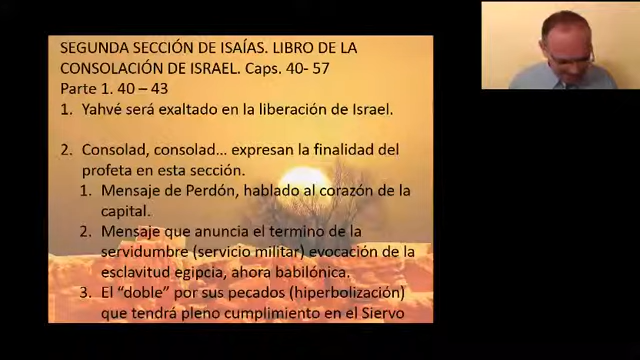 SEGUNDA SECCIÓN DE ISAÍAS. LIBRO DE LA
CONSOLACIÓN DE ISRAEL. Caps. 40- 57
Parte 1. 40 – 43
1. Yahvé será exaltado en la liberación de Israel.
2. Consolad, consolad... expresan la finalidad del
profeta en esta sección.
1. Mensaje de Perdón, hablado al corazón de la
capital.
2. Mensaje que anuncia el termino de la
servidumbre (servicio militar) evocación de la
esclavitud egipcia, ahora babilónica.
3. El “doble” por sus pecados (hiperbolización)
que tendrá pleno cumplimiento en el Siervo